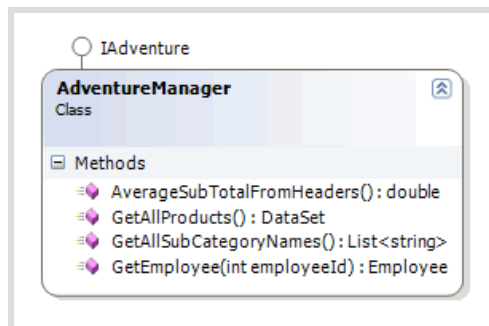 IAdventure
AdventureManager
Class
Methods
AverageSubTotalFromHeaders() : double
GetAllProducts() : DataSet
GetAllSubCategoryNames() : List<string>
GetEmployee(int employeeId) : Employee